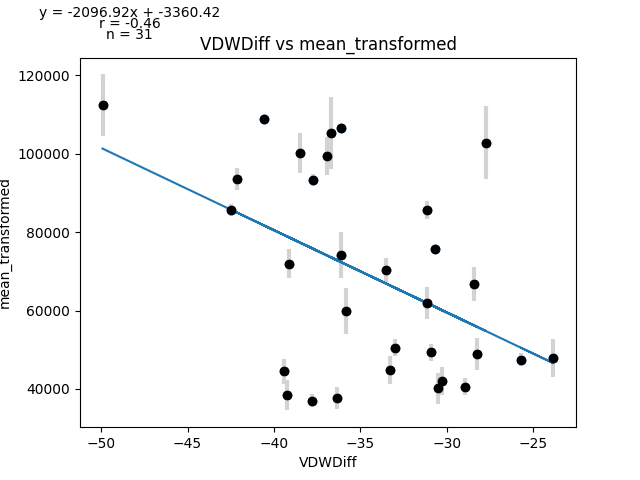 y = -2096.92x + -3360.42
r = -0.46
n = 31
VDWDiff vs mean_transformed
120000
100000
80000
60000
40000
mean_transformed
−50
−45
−40
−35
−30
−25
VDWDiff